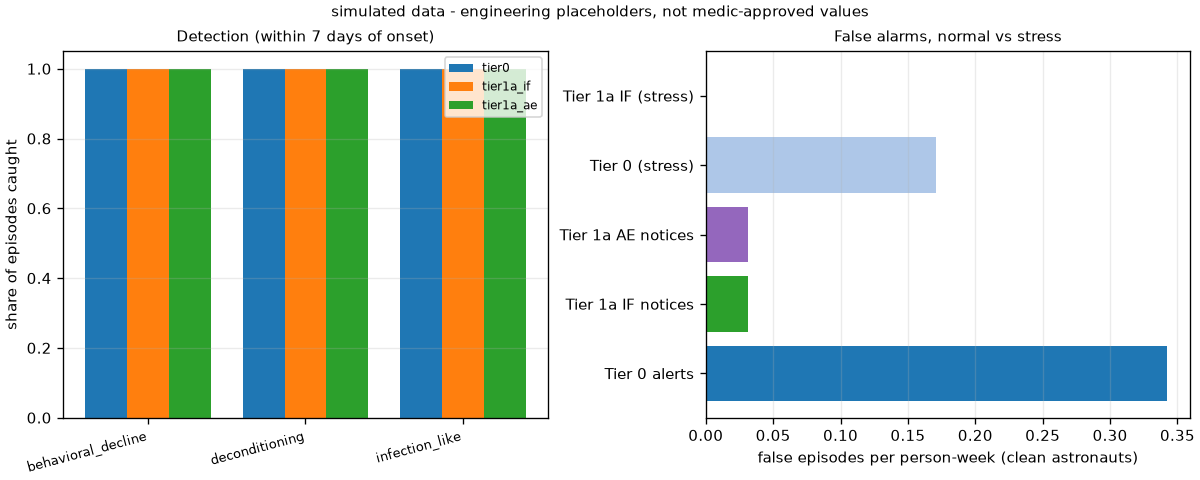 simulated data - engineering placeholders, not medic-approved values
Detection (within 7 days of onset)
share of episodes caught
1.0
0.8
0.6
0.4
0.2
0.0
tier0
tier1a_if
tier1a_ae
behavioral_decline
deconditioning
infection_like
False alarms, normal vs stress
Tier 1a IF (stress)
Tier 0 (stress)
Tier 1a AE notices
Tier 1a IF notices
Tier 0 alerts
0.00 0.05 0.10 0.15 0.20 0.25 0.30 0.35
false episodes per person-week (clean astronauts)